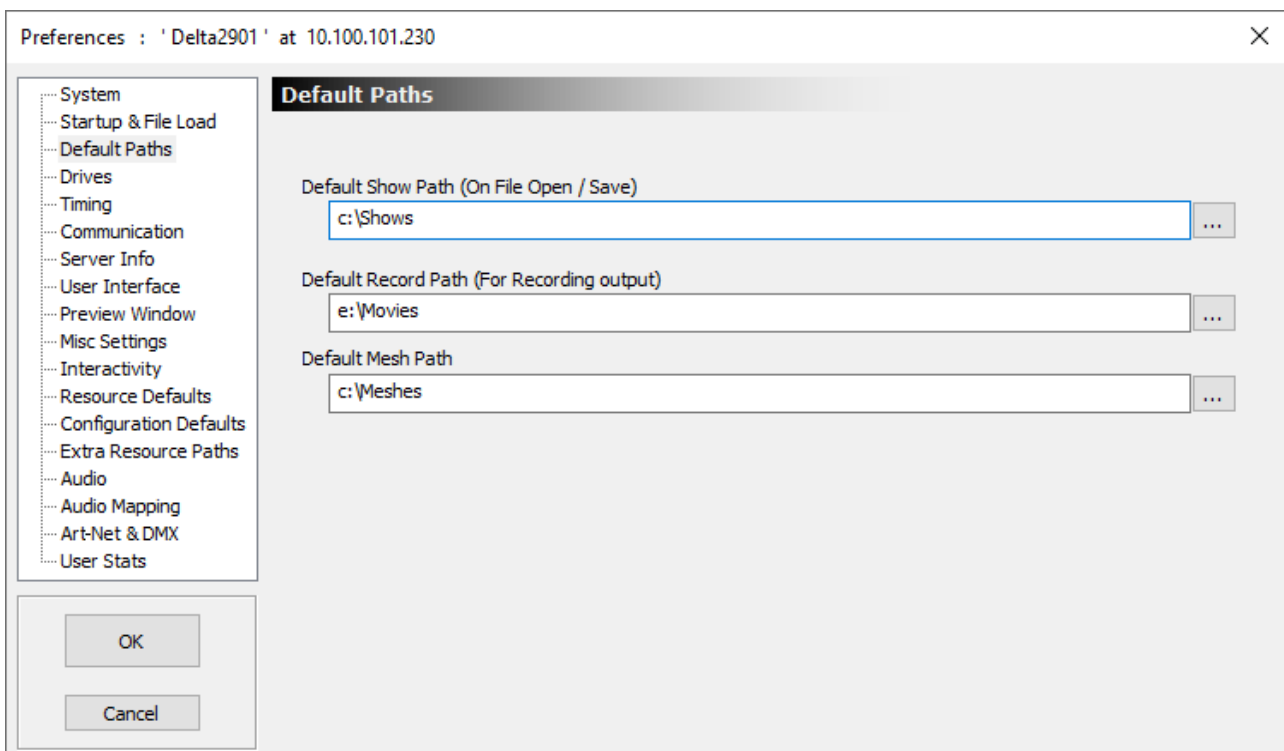 Preferences : 'Delta2901' at 10.100.101.230
System
Startup & File Load
Default Paths
Drives
Timing
Communication
Server Info
User Interface
Preview Window
Misc Settings
Interactivity
Resource Defaults
Configuration Defaults
Extra Resource Paths
Audio
Audio Mapping
Art-Net & DMX
User Stats
OK
Cancel
Default Paths
Default Show Path (On File Open / Save)
c:\Shows
...
Default Record Path (For Recording output)
e:\Movies
...
Default Mesh Path
c:\Meshes
...